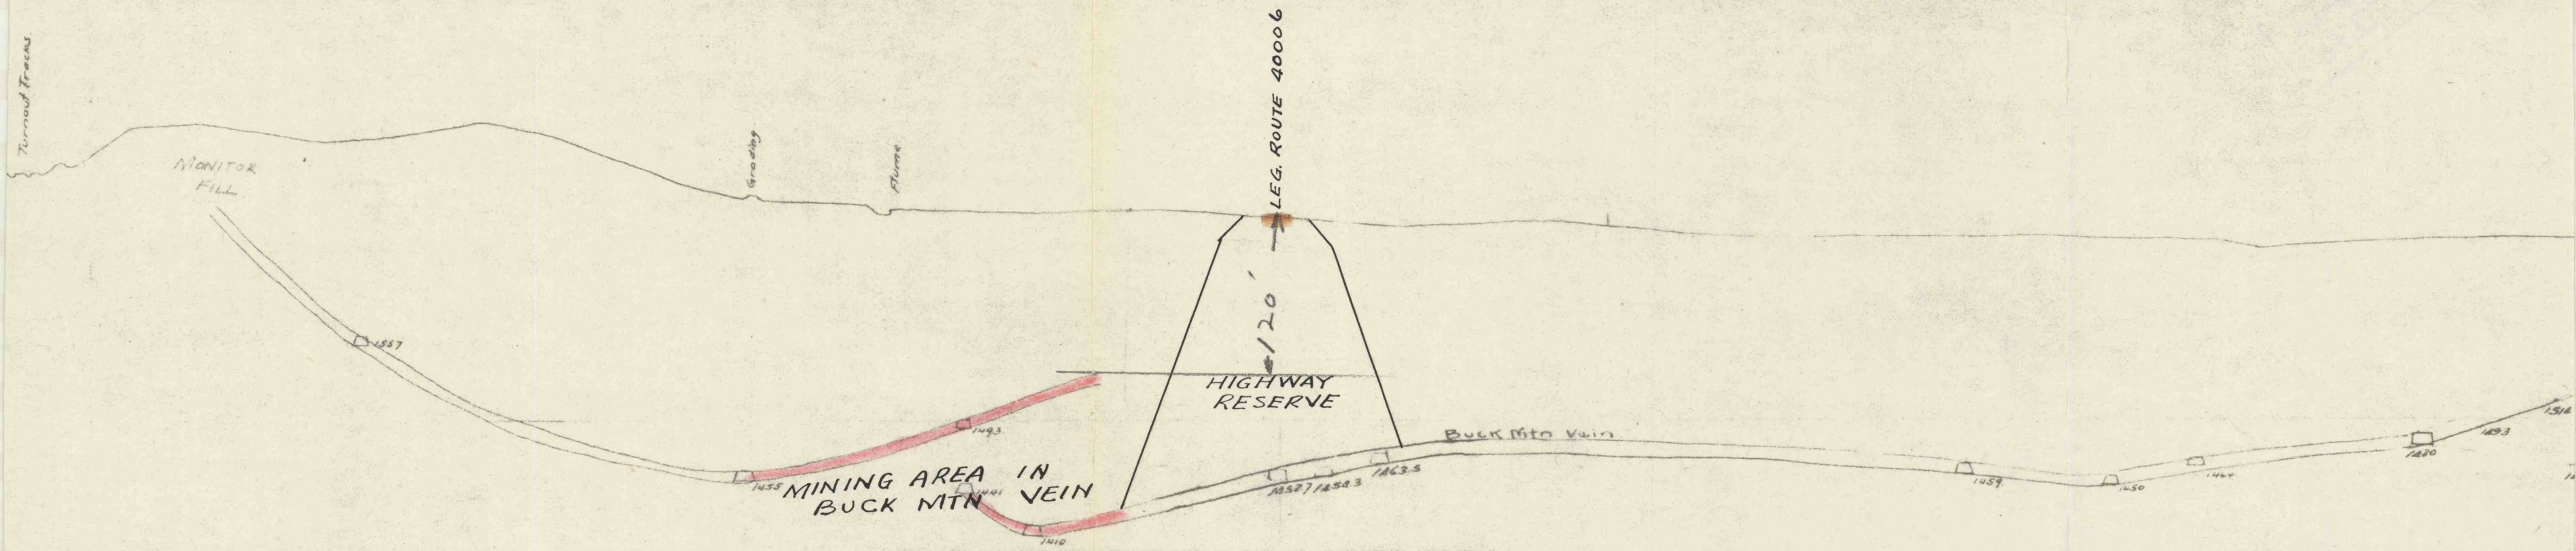 Turnout Tracks
MONITOR
FILL
Grading
Flume
LEG. ROUTE 40006
120'
HIGHWAY
RESERVE
Buck Mtn Vein
MINING AREA IN
BUCK MTN VEIN
1557
1455
1493
1441
1410
1463.5
1459
1450
1464
1480
1493